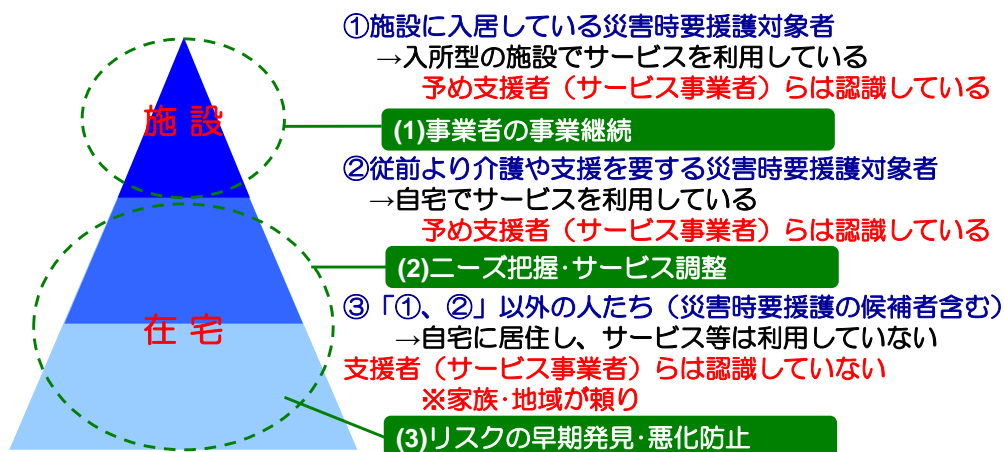 ①施設に入居している災害時要援護対象者
→入所型の施設でサービスを利用している
予め支援者（サービス事業者）らは認識している
施 設
(1)事業者の事業継続
②従前より介護や支援を要する災害時要援護対象者
→自宅でサービスを利用している
予め支援者（サービス事業者）らは認識している
(2)ニーズ把握･サービス調整
③「①、②」以外の人たち（災害時要援護の候補者含む）
在 宅
→自宅に居住し、サービス等は利用していない
支援者（サービス事業者）らは認識していない
※家族･地域が頼り
(3)リスクの早期発見･悪化防止